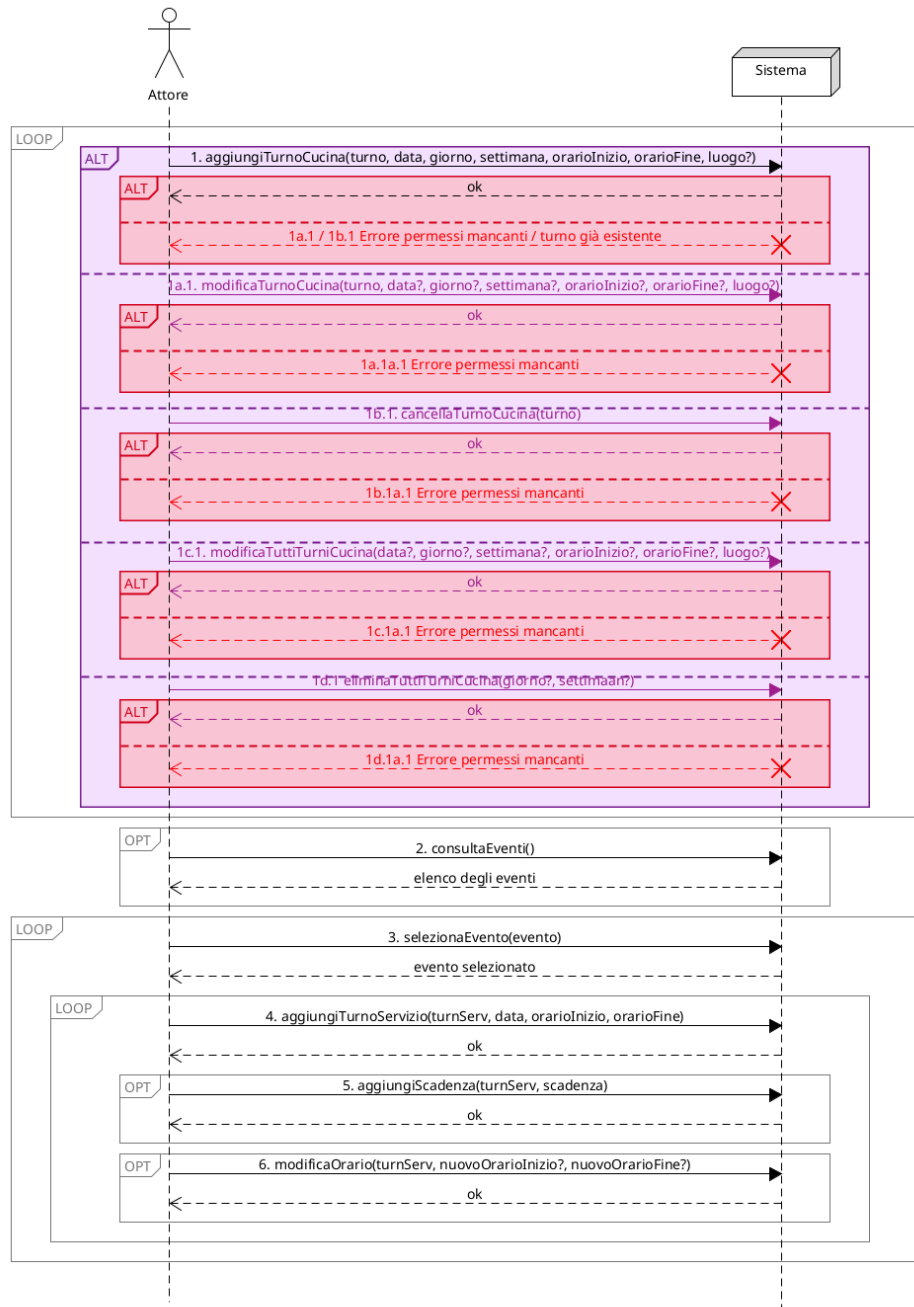 Attore
Sistema
LOOP
ALT
1. aggiungiTurnoCucina(turno, data, giorno, settimana, orarioInizio, orarioFine, luogo?)
ALT
ok
1a.1 / 1b.1 Errore permessi mancanti / turno già esistente
1a.1. modificaTurnoCucina(turno, data?, giorno?, settimana?, orarioInizio?, orarioFine?, luogo?)
ALT
ok
1a.1a.1 Errore permessi mancanti
1b.1. cancellaTurnoCucina(turno)
ALT
ok
1b.1a.1 Errore permessi mancanti
1c.1. modificaTuttiTurniCucina(data?, giorno?, settimana?, orarioInizio?, orarioFine?, luogo?)
ALT
ok
1c.1a.1 Errore permessi mancanti
1d.1 eliminaTuttiTurniCucina(giorno?, settimaan?)
ALT
ok
1d.1a.1 Errore permessi mancanti
OPT
2. consultaEventi()
elenco degli eventi
LOOP
3. selezionaEvento(evento)
evento selezionato
LOOP
4. aggiungiTurnoServizio(turnServ, data, orarioInizio, orarioFine)
ok
OPT
5. aggiungiScadenza(turnServ, scadenza)
ok
OPT
6. modificaOrario(turnServ, nuovoOrarioInizio?, nuovoOrarioFine?)
ok